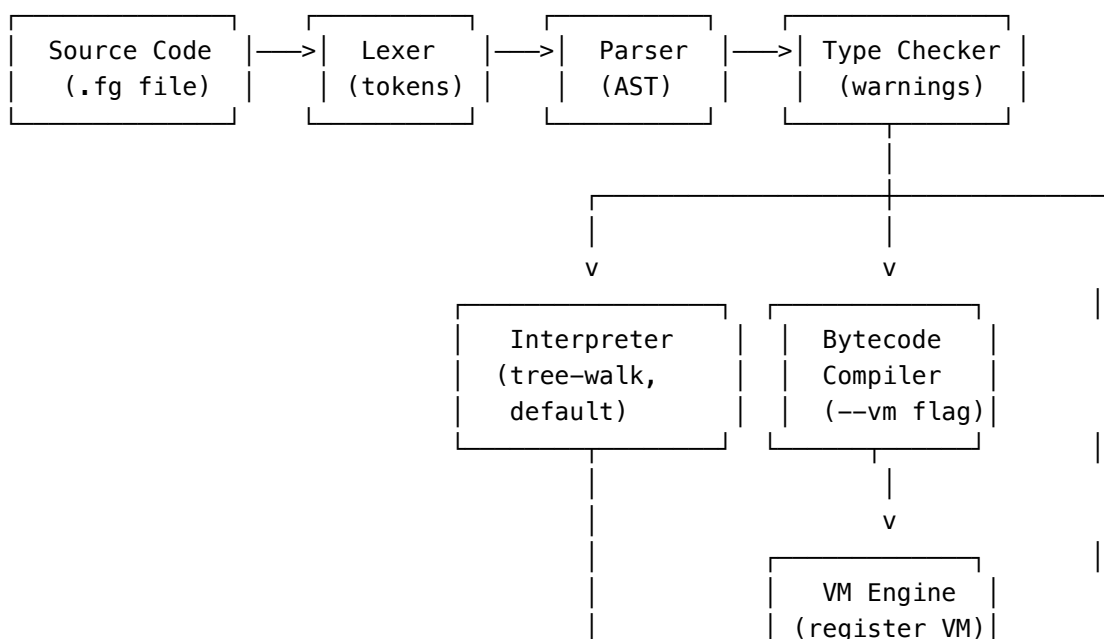 Source Code ───> Lexer ───> Parser ───> Type Checker
(.fg file) (tokens) (AST) (warnings)
v v
Interpreter Bytecode
(tree-walk, Compiler
default) (--vm flag)
v
VM Engine
(register VM)